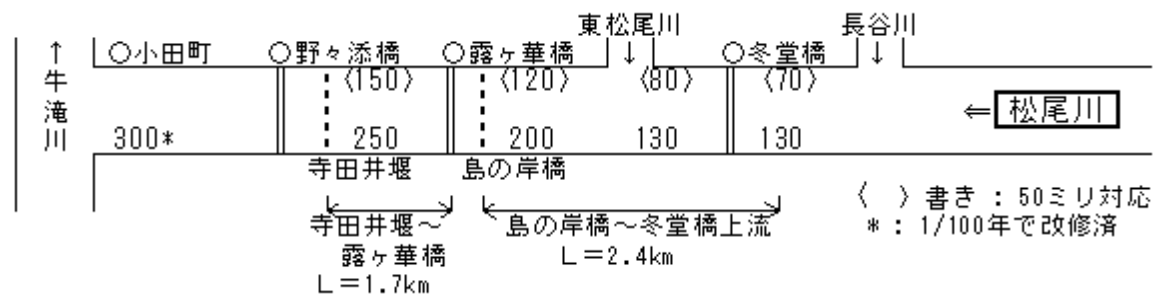 東松尾川
長谷川
↑牛滝川
○小田町
○野々添橋
○露ヶ華橋
↓
○冬堂橋
↓
〈150〉
〈120〉
〈80〉
〈70〉
⇐ 松尾川
300*
250
200
130
130
寺田井堰
島の岸橋
〈 〉書き:50ミリ対応
*:1/100年で改修済
寺田井堰～
露ヶ華橋
L=1.7km
島の岸橋～冬堂橋上流
L=2.4km